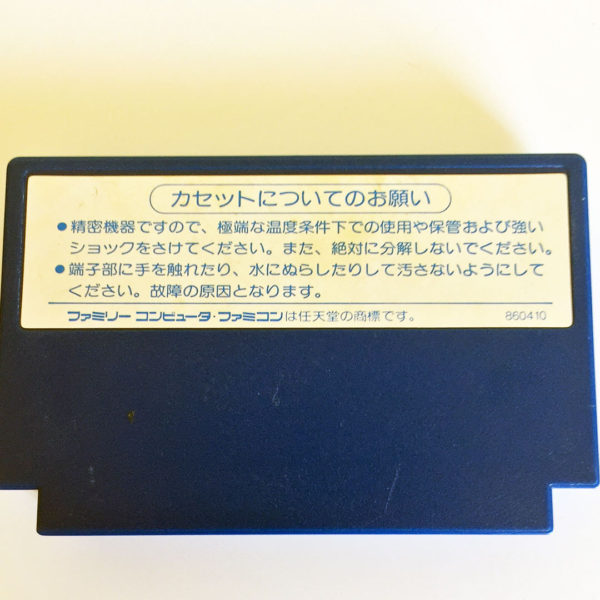 カセットについてのお願い
●精密機器ですので、極端な温度条件下での使用や保管および強い
ショックをさけてください。また、絶対に分解しないでください。
●端子部に手を触れたり、水にぬらしたりして汚さないようにして
ください。故障の原因となります。
ファミリー コンピュータ・ファミコンは任天堂の商標です。 860410